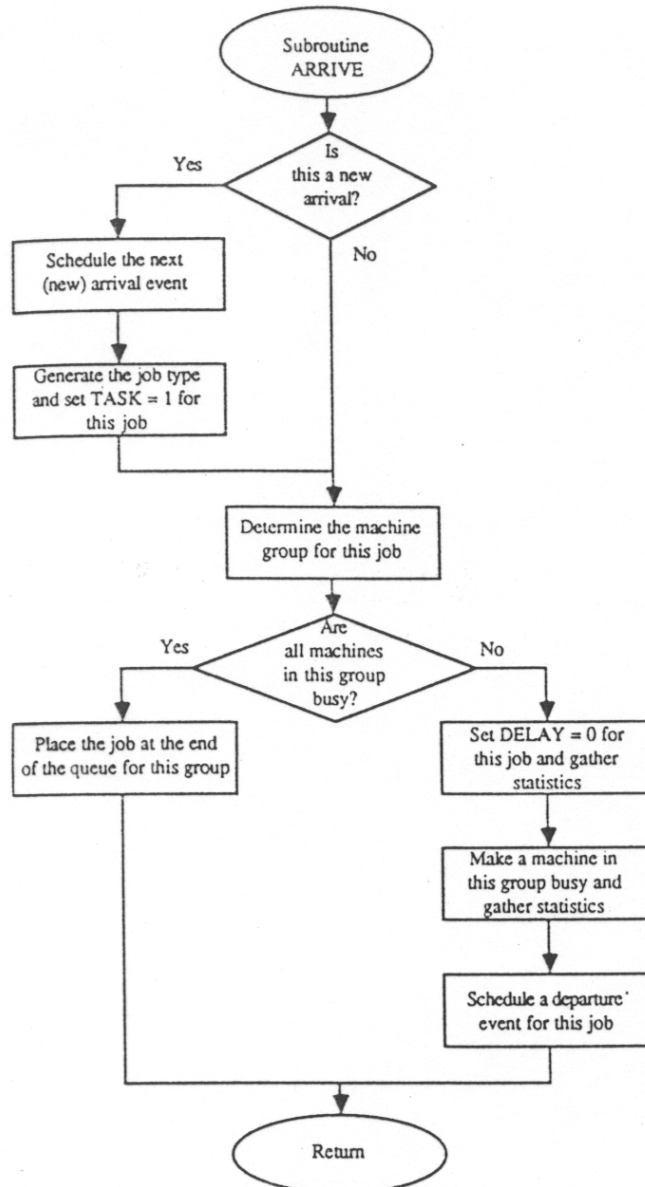 Subroutine
ARRIVE
Is
this a new
arrival?
Yes
No
Schedule the next
(new) arrival event
Generate the job type
and set TASK = 1 for
this job
Determine the machine
group for this job
Are
all machines
in this group
busy?
Yes
No
Place the job at the end
of the queue for this group
Set DELAY = 0 for
this job and gather
statistics
Make a machine in
this group busy and
gather statistics
Schedule a departure
event for this job
Return